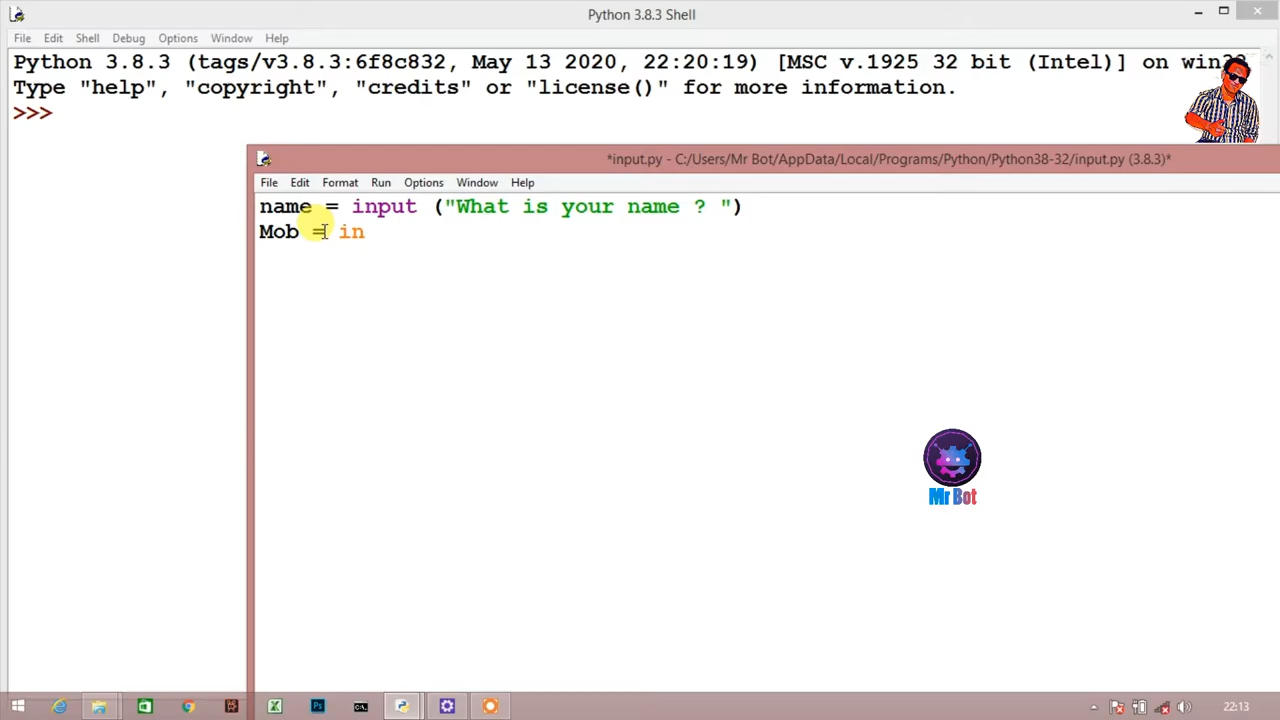 Python 3.8.3 Shell
File Edit Shell Debug Options Window Help
Python 3.8.3 (tags/v3.8.3:6f8c832, May 13 2020, 22:20:19) [MSC v.1925 32 bit (Intel)] on win32
Type "help", "copyright", "credits" or "license()" for more information.
>>>
*input.py - C:/Users/Mr Bot/AppData/Local/Programs/Python/Python38-32/input.py (3.8.3)*
File Edit Format Run Options Window Help
name = input ("What is your name ? ")
Mob = in
Mr Bot
Ps
22:13